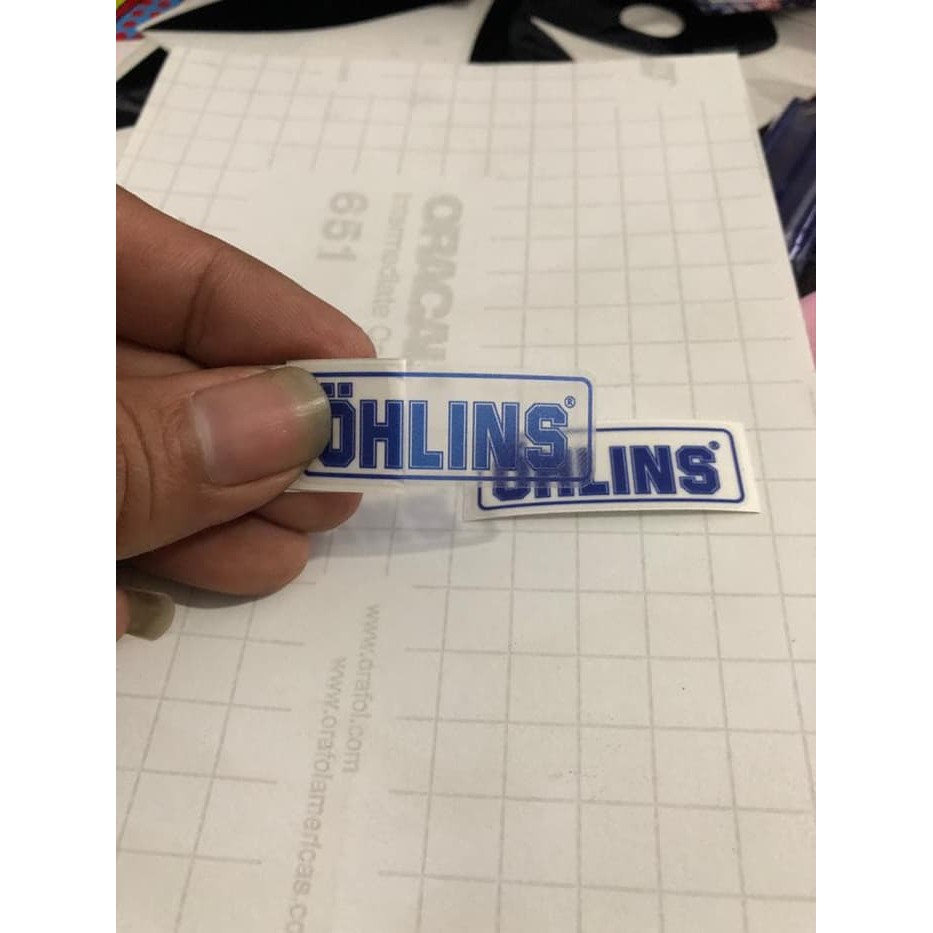 ÖHLINS®
ÖHLINS®
ORACAL
Intermediate
651
www.orafol.com
www.orafolamericas.co